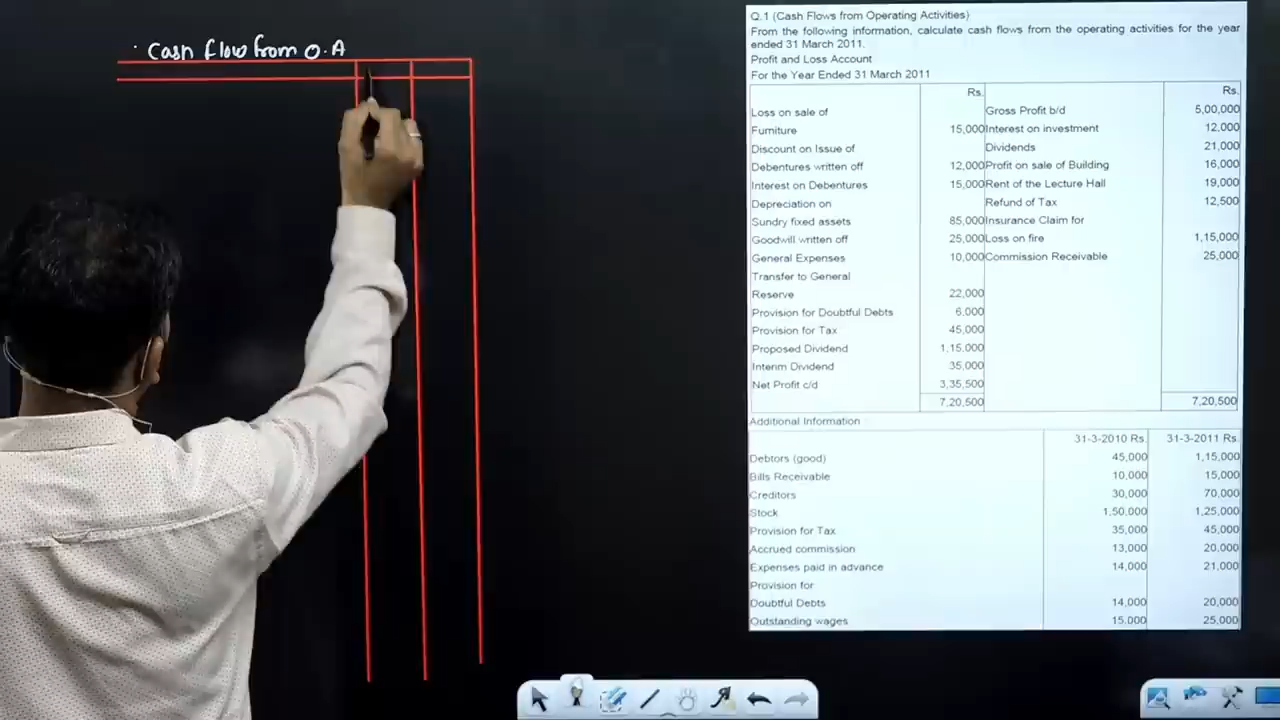 Cash flow from O.A
Q.1 (Cash Flows from Operating Activities)
From the following information, calculate cash flows from the operating activities for the year
ended 31 March 2011.
Profit and Loss Account
For the Year Ended 31 March 2011
Rs. Rs.
Loss on sale of Gross Profit b/d 5,00,000
Furniture 15,000 Interest on investment 12,000
Discount on Issue of Dividends 21,000
Debentures written off 12,000 Profit on sale of Building 16,000
Interest on Debentures 15,000 Rent of the Lecture Hall 19,000
Depreciation on Refund of Tax 12,500
Sundry fixed assets 85,000 Insurance Claim for
Goodwill written off 25,000 Loss on fire 1,15,000
General Expenses 10,000 Commission Receivable 25,000
Transfer to General
Reserve 22,000
Provision for Doubtful Debts 6,000
Provision for Tax 45,000
Proposed Dividend 1,15,000
Interim Dividend 35,000
Net Profit c/d 3,35,500
7,20,500 7,20,500
Additional Information
31-3-2010 Rs. 31-3-2011 Rs.
Debtors (good) 45,000 1,15,000
Bills Receivable 10,000 15,000
Creditors 30,000 70,000
Stock 1,50,000 1,25,000
Provision for Tax 35,000 45,000
Accrued commission 13,000 20,000
Expenses paid in advance 14,000 21,000
Provision for
Doubtful Debts 14,000 20,000
Outstanding wages 15,000 25,000